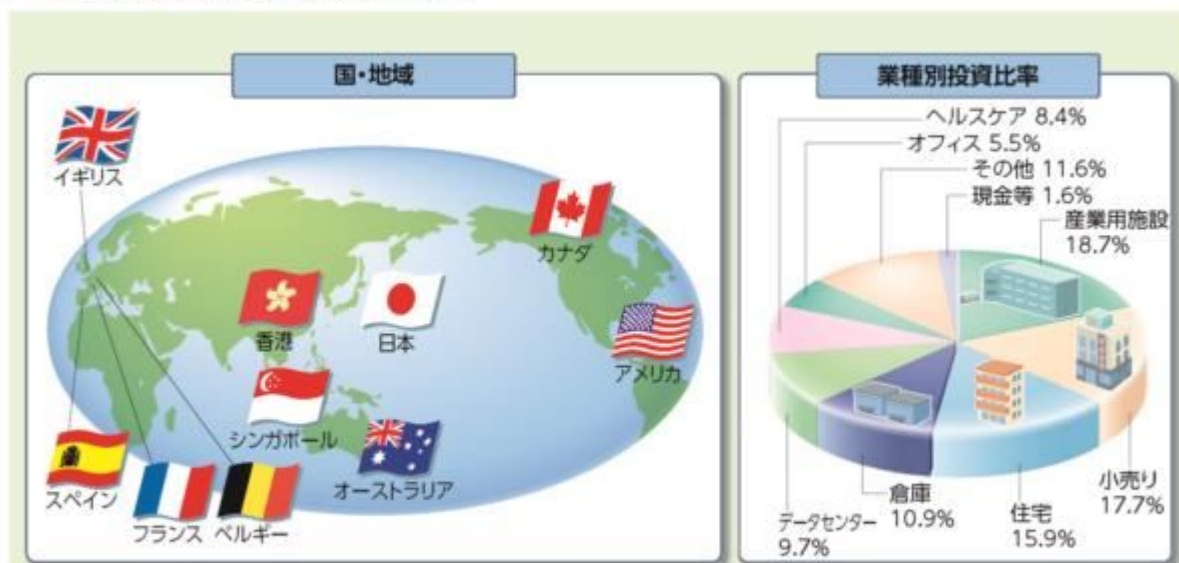 国・地域
イギリス
カナダ
香港
日本
アメリカ
シンガポール
オーストラリア
スペイン
フランス
ベルギー
業種別投資比率
ヘルスケア 8.4%
オフィス 5.5%
その他 11.6%
現金等 1.6%
産業用施設
18.7%
小売り
17.7%
住宅
15.9%
倉庫
10.9%
データセンター
9.7%